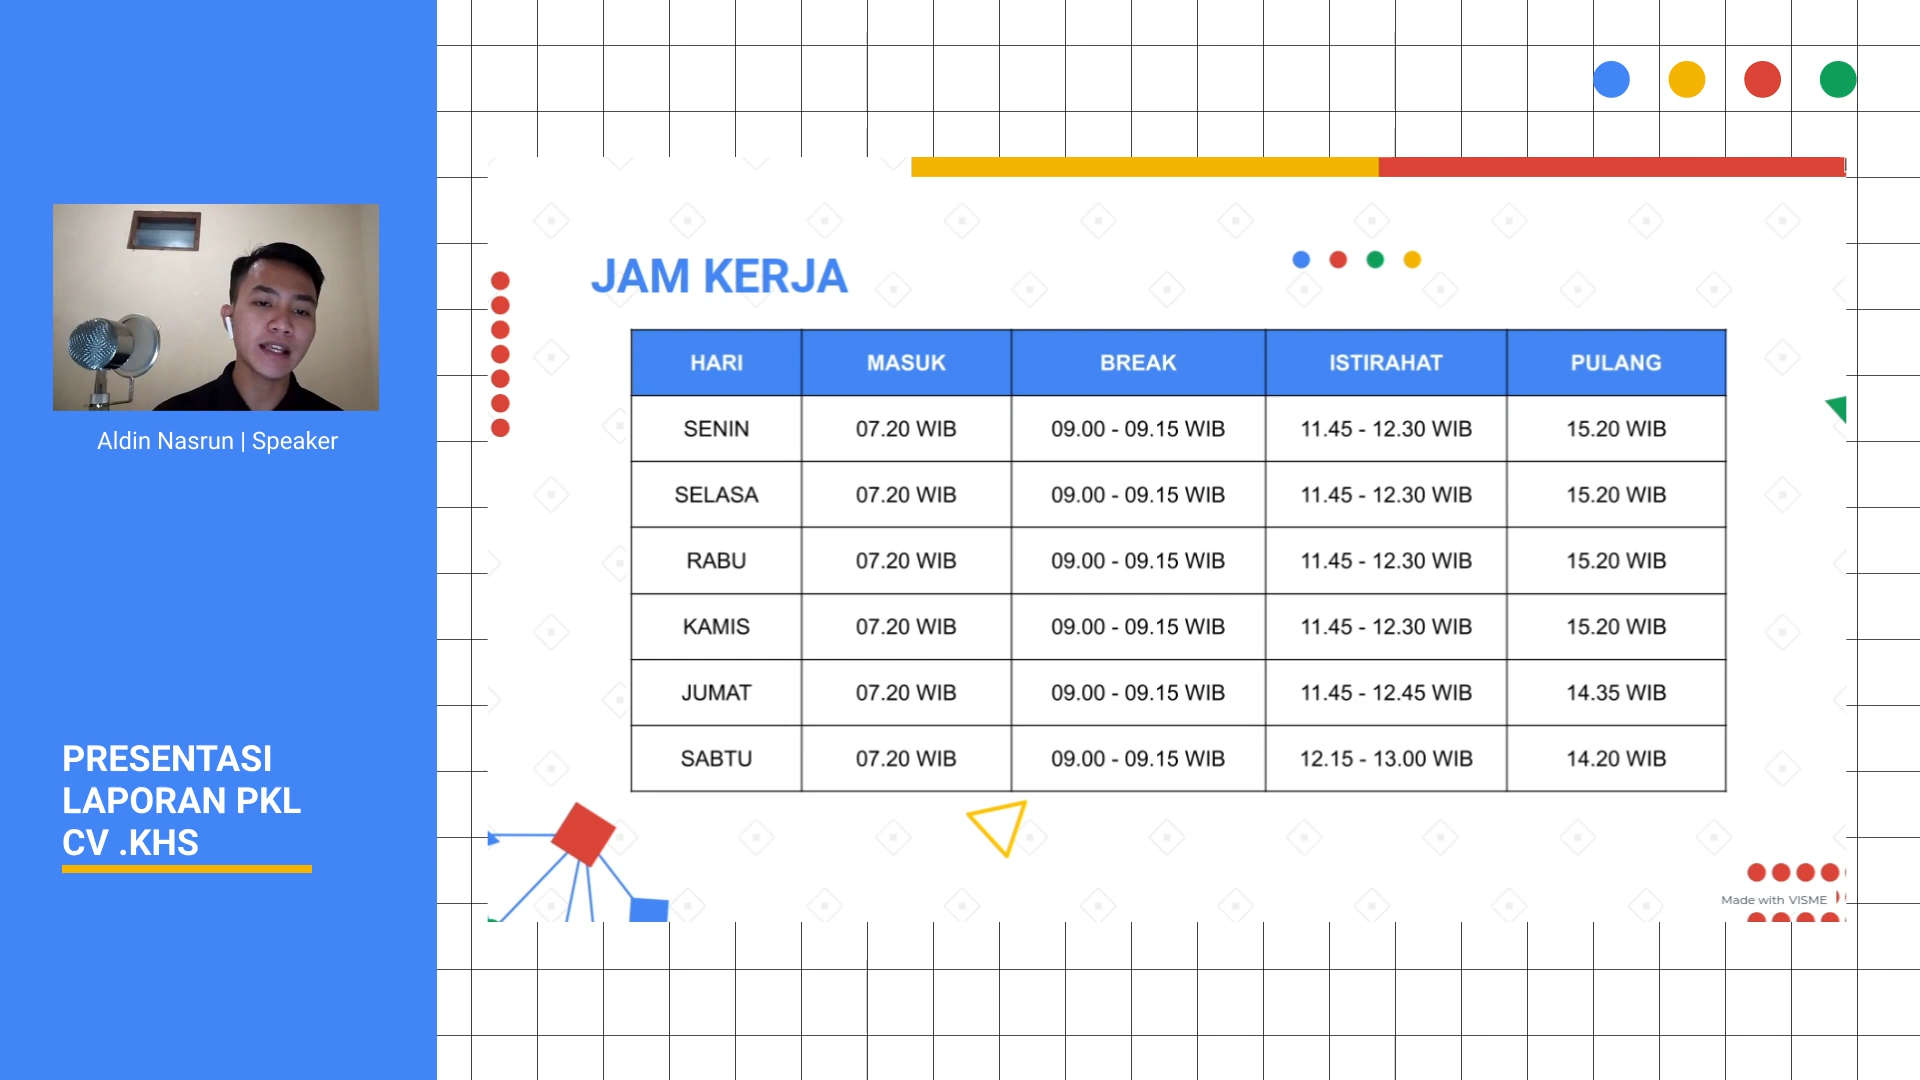 Aldin Nasrun | Speaker
PRESENTASI
LAPORAN PKL
CV .KHS
JAM KERJA
HARI MASUK BREAK ISTIRAHAT PULANG
SENIN 07.20 WIB 09.00 - 09.15 WIB 11.45 - 12.30 WIB 15.20 WIB
SELASA 07.20 WIB 09.00 - 09.15 WIB 11.45 - 12.30 WIB 15.20 WIB
RABU 07.20 WIB 09.00 - 09.15 WIB 11.45 - 12.30 WIB 15.20 WIB
KAMIS 07.20 WIB 09.00 - 09.15 WIB 11.45 - 12.30 WIB 15.20 WIB
JUMAT 07.20 WIB 09.00 - 09.15 WIB 11.45 - 12.45 WIB 14.35 WIB
SABTU 07.20 WIB 09.00 - 09.15 WIB 12.15 - 13.00 WIB 14.20 WIB
Made with VISME